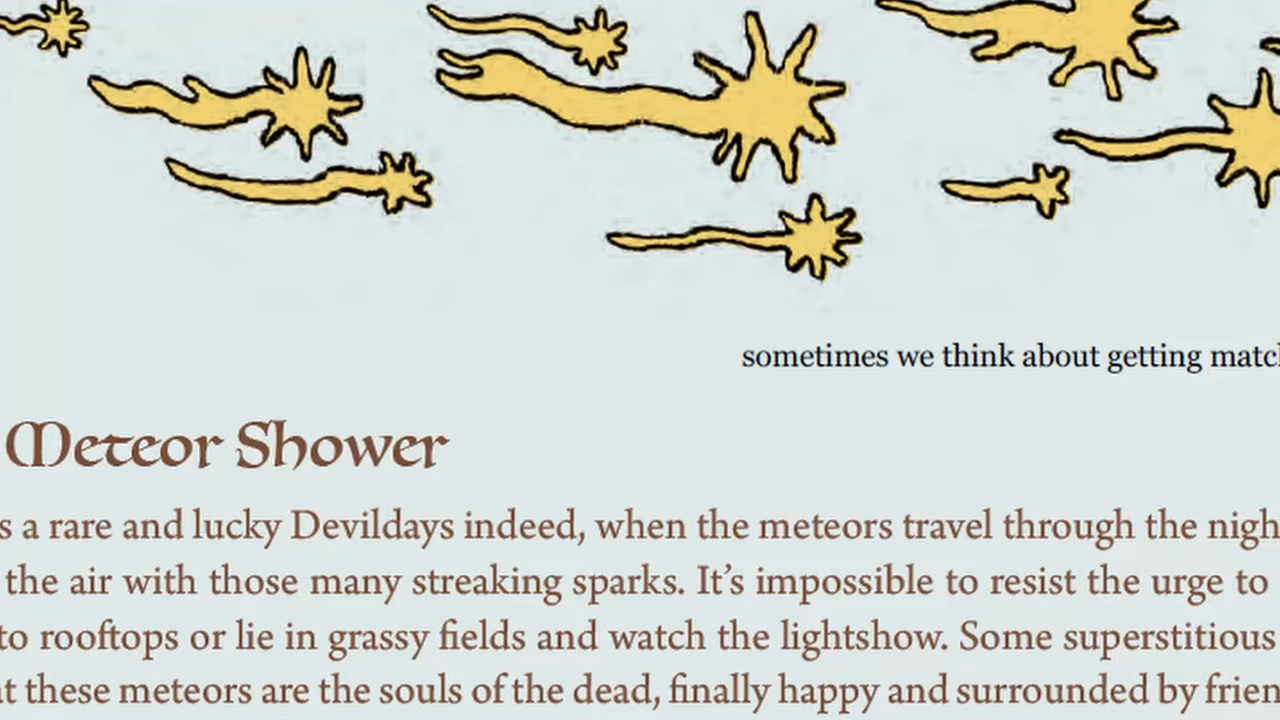 sometimes we think about getting
Meteor Shower
a rare and lucky Devildays indeed, when the meteors travel through the
the air with those many streaking sparks. It’s impossible to resist the urge to
to rooftops or lie in grassy fields and watch the lightshow. Some superstitious
these meteors are the souls of the dead, finally happy and surrounded by